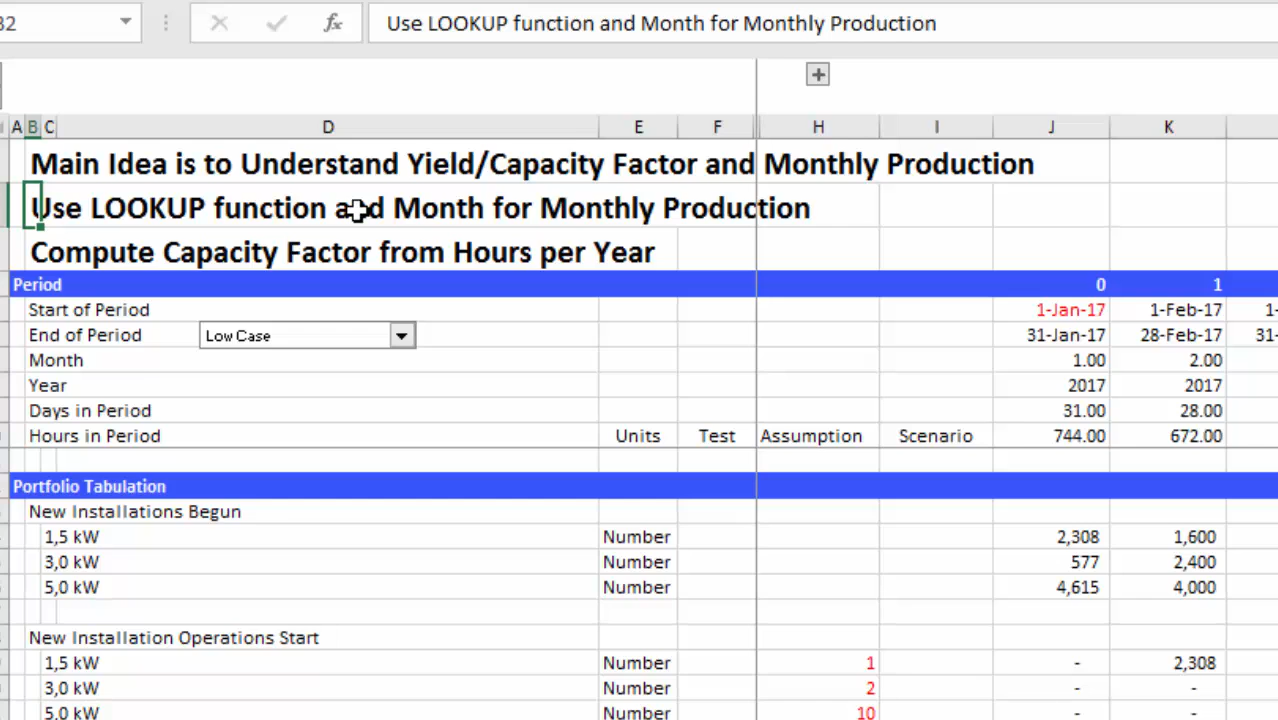 B2 fx Use LOOKUP function and Month for Monthly Production
A B C D E F H I J K
Main Idea is to Understand Yield/Capacity Factor and Monthly Production
Use LOOKUP function and Month for Monthly Production
Compute Capacity Factor from Hours per Year
Period 0 1
Start of Period 1-Jan-17 1-Feb-17 1-
End of Period Low Case 31-Jan-17 28-Feb-17 31-
Month 1.00 2.00
Year 2017 2017
Days in Period 31.00 28.00
Hours in Period Units Test Assumption Scenario 744.00 672.00
Portfolio Tabulation
New Installations Begun
1,5 kW Number 2,308 1,600
3,0 kW Number 577 2,400
5,0 kW Number 4,615 4,000
New Installation Operations Start
1,5 kW Number 1 - 2,308
3,0 kW Number 2 - -
5,0 kW Number 10 - -